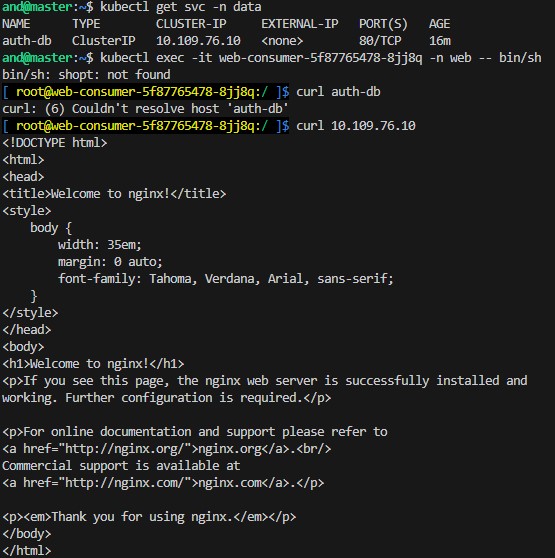 and@master:~$ kubectl get svc -n data
NAME      TYPE        CLUSTER-IP     EXTERNAL-IP   PORT(S)   AGE
auth-db   ClusterIP   10.109.76.10   <none>        80/TCP    16m
and@master:~$ kubectl exec -it web-consumer-5f87765478-8jj8q -n web -- bin/sh
bin/sh: shopt: not found
[ root@web-consumer-5f87765478-8jj8q:/ ]$ curl auth-db
curl: (6) Couldn't resolve host 'auth-db'
[ root@web-consumer-5f87765478-8jj8q:/ ]$ curl 10.109.76.10
<!DOCTYPE html>
<html>
<head>
<title>Welcome to nginx!</title>
<style>
    body {
        width: 35em;
        margin: 0 auto;
        font-family: Tahoma, Verdana, Arial, sans-serif;
    }
</style>
</head>
<body>
<h1>Welcome to nginx!</h1>
<p>If you see this page, the nginx web server is successfully installed and
working. Further configuration is required.</p>

<p>For online documentation and support please refer to
<a href="http://nginx.org/">nginx.org</a>.<br/>
Commercial support is available at
<a href="http://nginx.com/">nginx.com</a>.</p>

<p><em>Thank you for using nginx.</em></p>
</body>
</html>